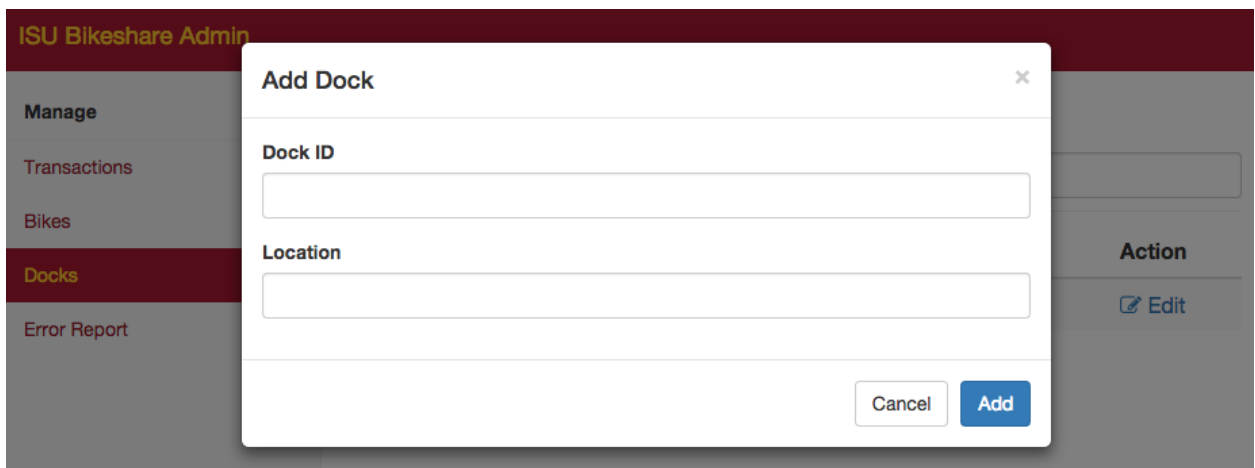 ISU Bikeshare Admin
Manage
Transactions
Bikes
Docks
Error Report
Add Dock
×
Dock ID
Location
Cancel
Add
Action
Edit